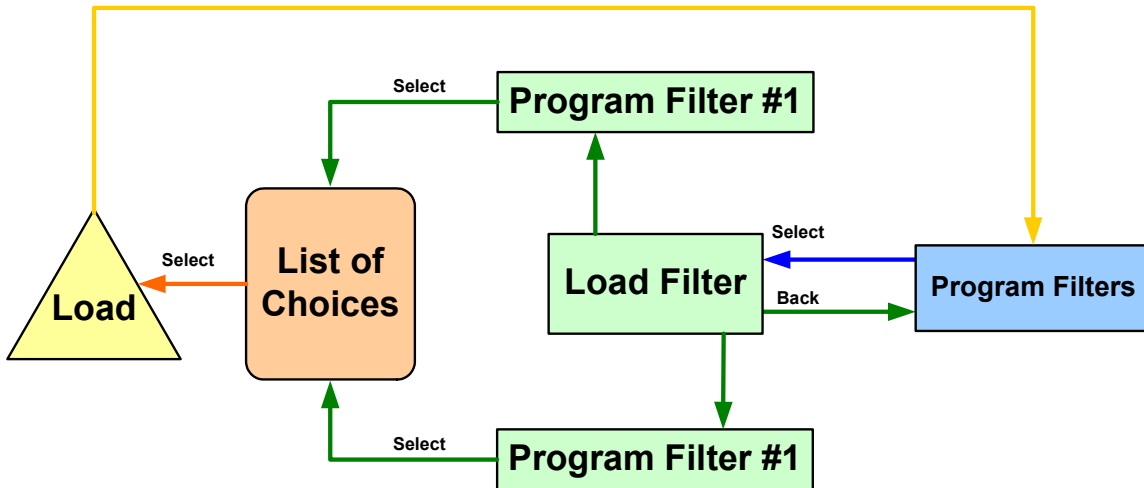 Select
Program Filter #1
Select
List of
Choices
Load
Select
Load Filter
Back
Program Filters
Select
Program Filter #1